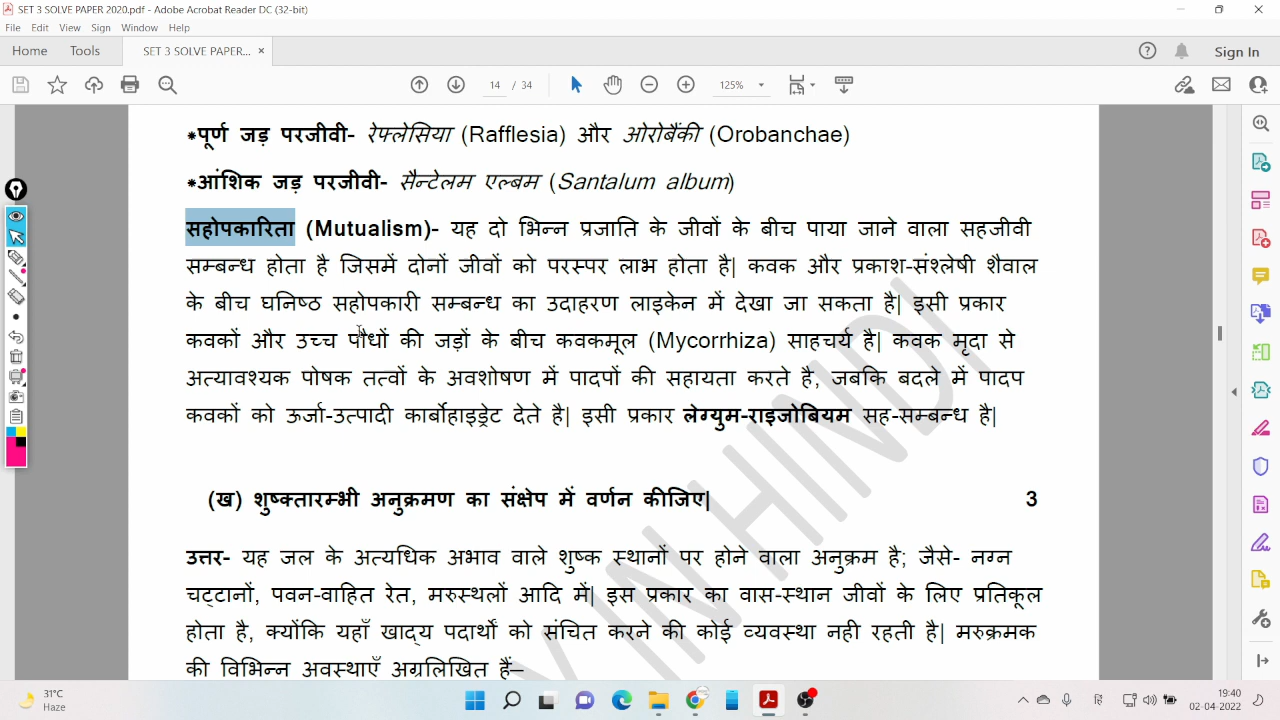 SET 3 SOLVE PAPER 2020.pdf - Adobe Acrobat Reader DC (32-bit)
File Edit View Sign Window Help
Home Tools SET 3 SOLVE PAPER... × Sign In
14 / 34 125%
*पूर्ण जड़ परजीवी- रेफ्लेसिया (Rafflesia) और ओरोबैंकी (Orobanchae)
*आंशिक जड़ परजीवी- सैन्टेलम एल्बम (Santalum album)
सहोपकारिता (Mutualism)- यह दो भिन्न प्रजाति के जीवों के बीच पाया जाने वाला सहजीवी
सम्बन्ध होता है जिसमें दोनों जीवों को परस्पर लाभ होता है| कवक और प्रकाश-संश्लेषी शैवाल
के बीच घनिष्ठ सहोपकारी सम्बन्ध का उदाहरण लाइकेन में देखा जा सकता है| इसी प्रकार
कवकों और उच्च पौधों की जड़ों के बीच कवकमूल (Mycorrhiza) साहचर्य है| कवक मृदा से
अत्यावश्यक पोषक तत्वों के अवशोषण में पादपों की सहायता करते है, जबकि बदले में पादप
कवकों को ऊर्जा-उत्पादी कार्बोहाइड्रेट देते है| इसी प्रकार लेग्युम-राइजोबियम सह-सम्बन्ध है|
(ख) शुष्क्तारम्भी अनुक्रमण का संक्षेप में वर्णन कीजिए| 3
उत्तर- यह जल के अत्यधिक अभाव वाले शुष्क स्थानों पर होने वाला अनुक्रम है; जैसे- नग्न
चट्टानों, पवन-वाहित रेत, मरुस्थलों आदि में| इस प्रकार का वास-स्थान जीवों के लिए प्रतिकूल
होता है, क्योंकि यहाँ खाद्य पदार्थों को संचित करने की कोई व्यवस्था नही रहती है| मरुक्रमक
की विभिन्न अवस्थाएँ अग्रलिखित हैं–
Y IN HINDI
31°C
Haze
19:40
02-04-2022